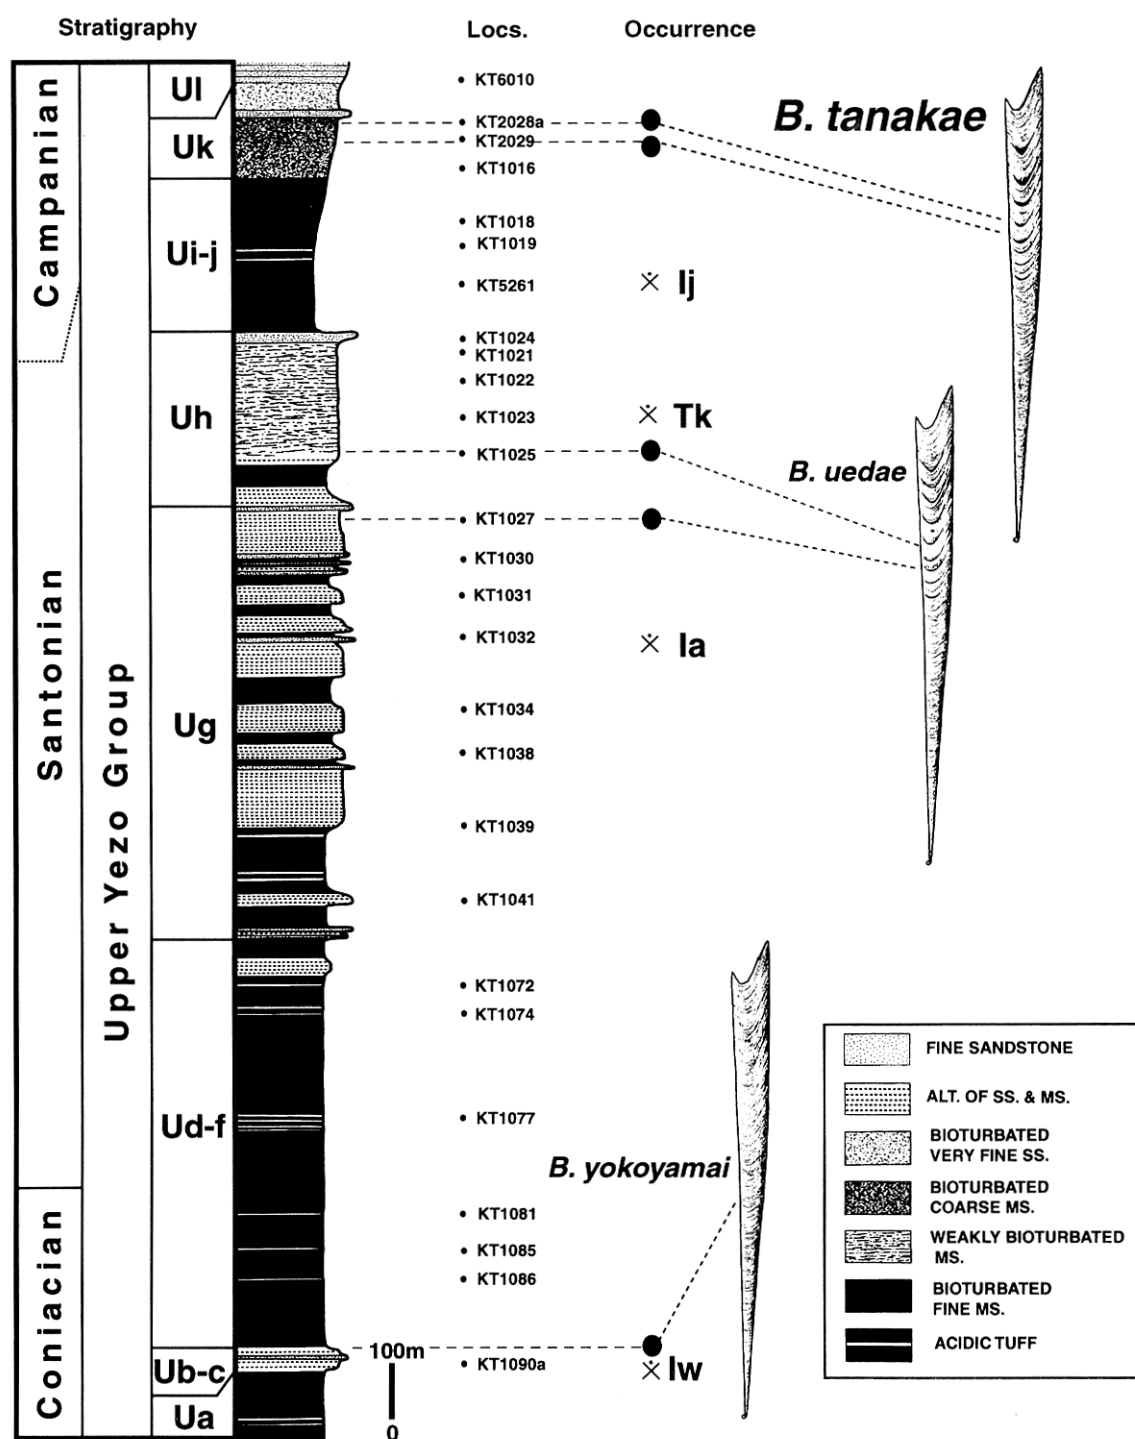 Stratigraphy
Locs.
Occurrence
Campanian
Santonian
Coniacian
Upper Yezo Group
Ul
Uk
Ui-j
Uh
Ug
Ud-f
Ub-c
Ua
KT6010
KT2028a
KT2029
KT1016
KT1018
KT1019
KT5261
KT1024
KT1021
KT1022
KT1023
KT1025
KT1027
KT1030
KT1031
KT1032
KT1034
KT1038
KT1039
KT1041
KT1072
KT1074
KT1077
KT1081
KT1085
KT1086
KT1090a
100m
0
Ij
Tk
Ia
Iw
B. tanakae
B. uedae
B. yokoyamai
FINE SANDSTONE
ALT. OF SS. & MS.
BIOTURBATED
VERY FINE SS.
BIOTURBATED
COARSE MS.
WEAKLY BIOTURBATED
MS.
BIOTURBATED
FINE MS.
ACIDIC TUFF